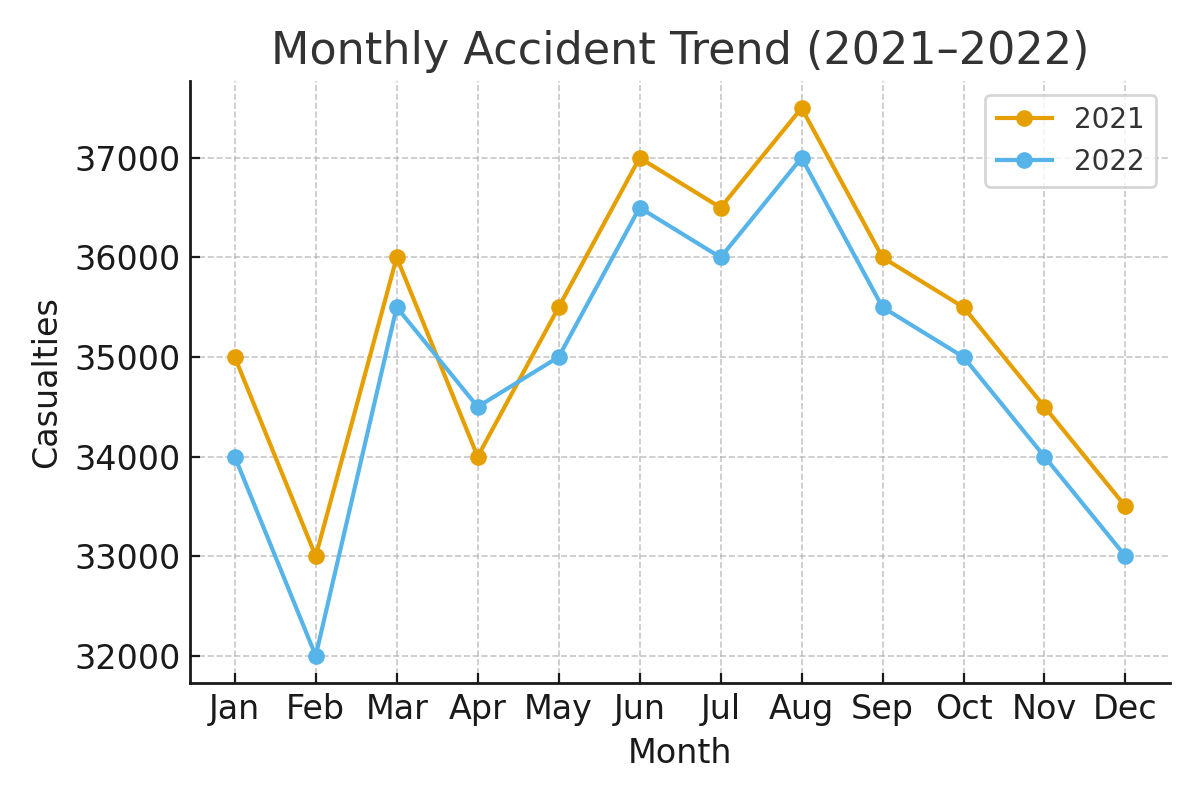 Monthly Accident Trend (2021–2022)
2021
2022
37000
36000
35000
34000
33000
32000
Casualties
Jan Feb Mar Apr May Jun Jul Aug Sep Oct Nov Dec
Month